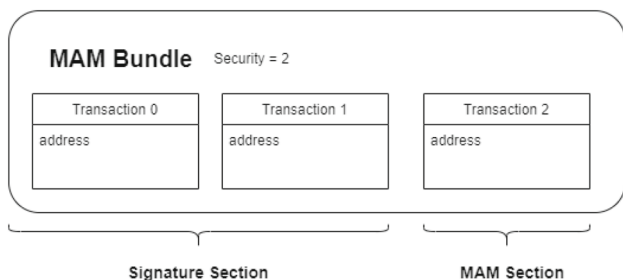 MAM Bundle Security = 2
Transaction 0 Transaction 1 Transaction 2
address address address
Signature Section MAM Section